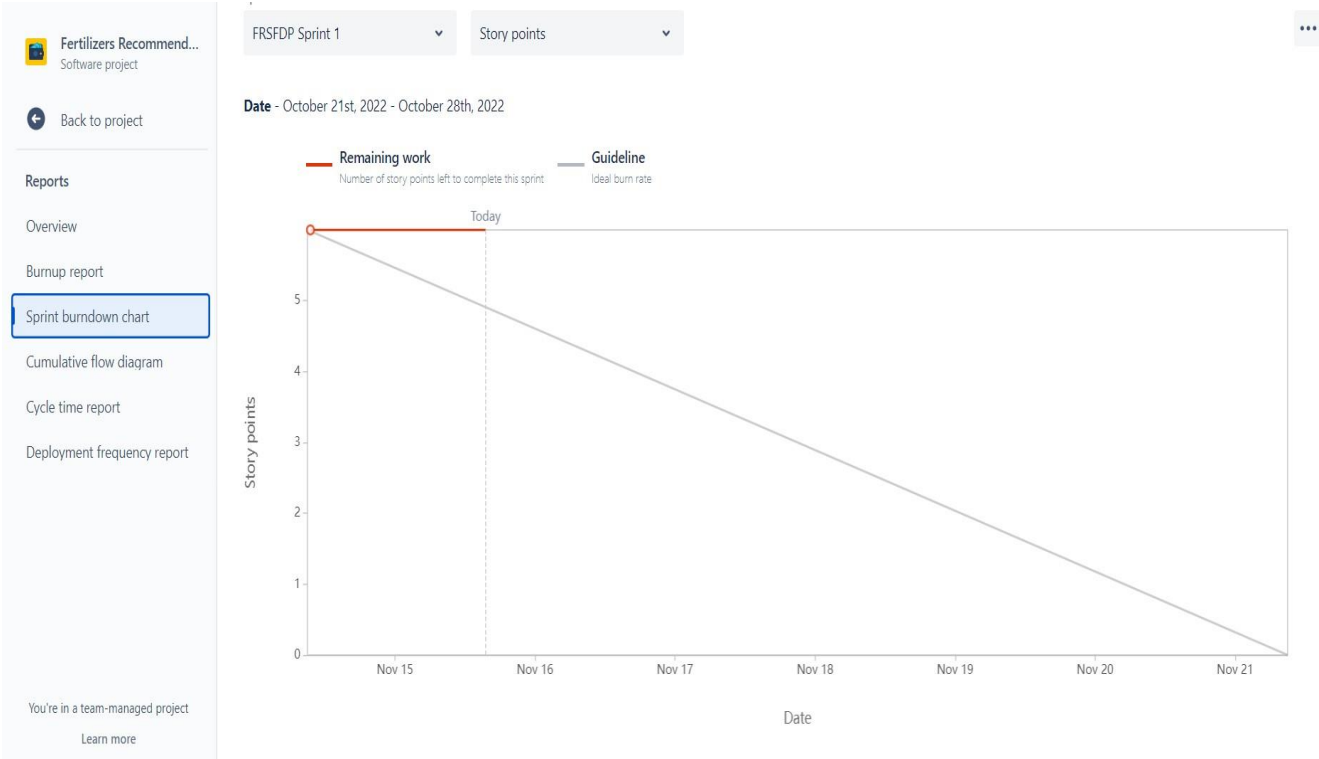 Fertilizers Recommend...
Software project
Back to project
Reports
Overview
Burnup report
Sprint burndown chart
Cumulative flow diagram
Cycle time report
Deployment frequency report
You're in a team-managed project
Learn more
FRSFDP Sprint 1 Story points
Date - October 21st, 2022 - October 28th, 2022
Remaining work Guideline
Number of story points left to complete this sprint Ideal burn rate
Today
5
4
3
2
1
0
Story points
Nov 15 Nov 16 Nov 17 Nov 18 Nov 19 Nov 20 Nov 21
Date